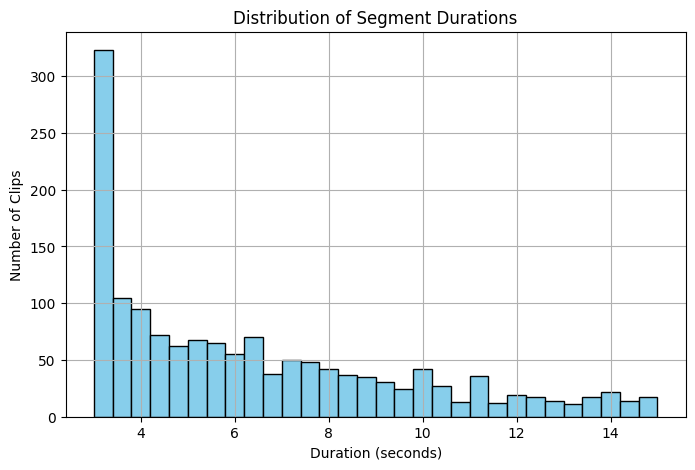 Distribution of Segment Durations
Number of Clips
300
250
200
150
100
50
0
4 6 8 10 12 14
Duration (seconds)